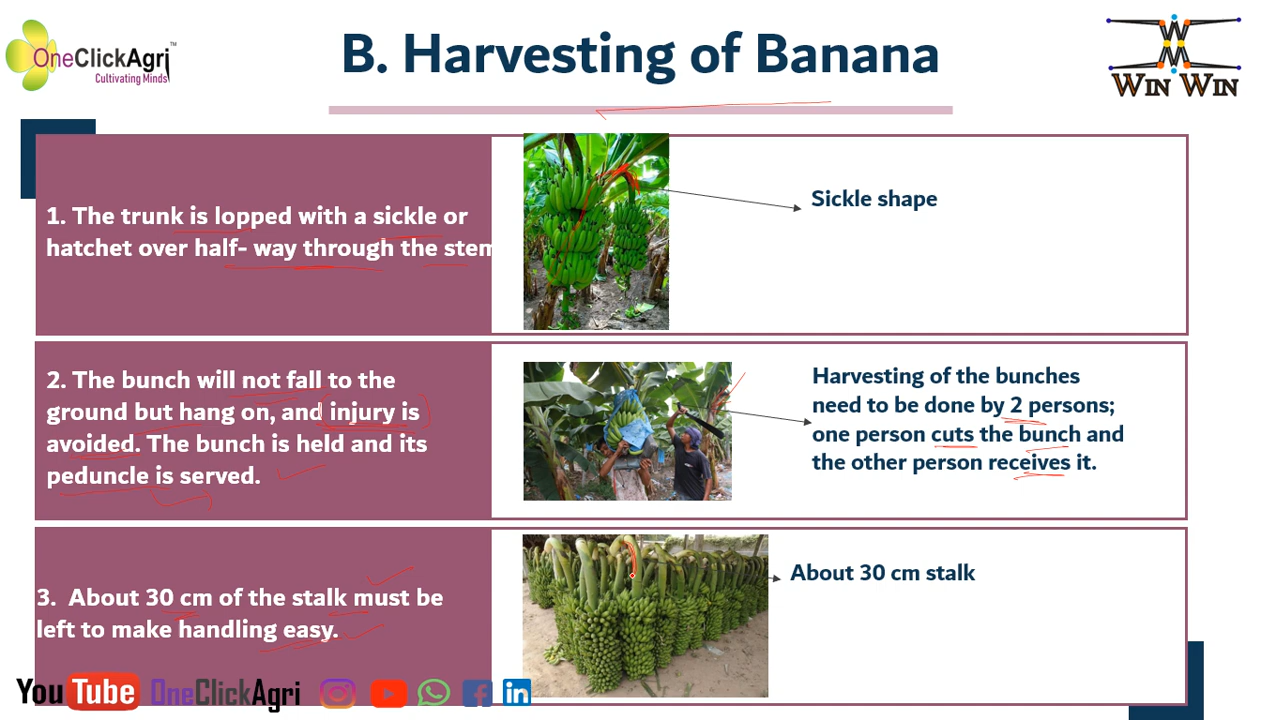 OneClickAgri™
Cultivating Minds
B. Harvesting of Banana
WIN WIN
1. The trunk is lopped with a sickle or
hatchet over half- way through the stem
Sickle shape
2. The bunch will not fall to the
ground but hang on, and injury is
avoided. The bunch is held and its
peduncle is served.
Harvesting of the bunches
need to be done by 2 persons;
one person cuts the bunch and
the other person receives it.
3. About 30 cm of the stalk must be
left to make handling easy.
About 30 cm stalk
YouTube OneClickAgri